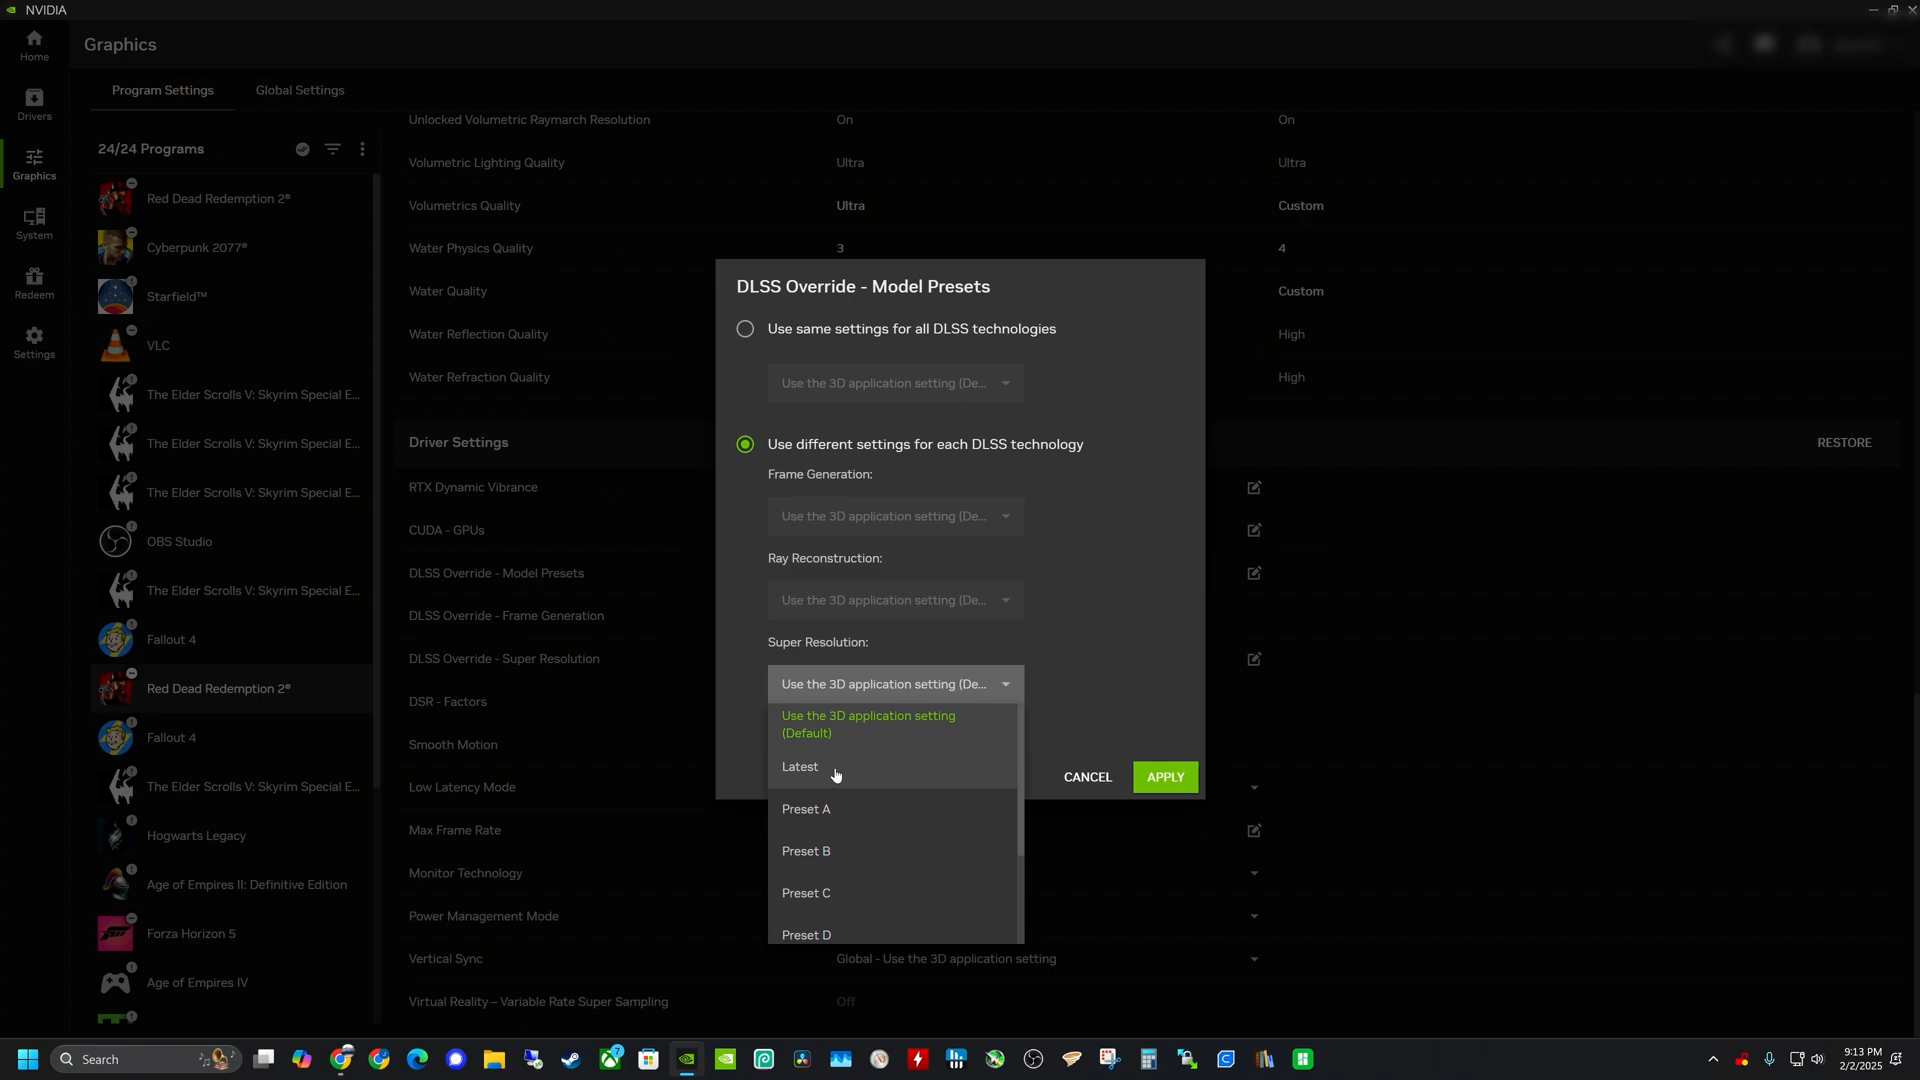 NVIDIA
Home
Drivers
Graphics
System
Redeem
Settings
Graphics
Program Settings
Global Settings
24/24 Programs
Red Dead Redemption 2®
Cyberpunk 2077®
Starfield™
VLC
The Elder Scrolls V: Skyrim Special E...
The Elder Scrolls V: Skyrim Special E...
The Elder Scrolls V: Skyrim Special E...
OBS Studio
The Elder Scrolls V: Skyrim Special E...
Fallout 4
Red Dead Redemption 2®
Fallout 4
The Elder Scrolls V: Skyrim Special E...
Hogwarts Legacy
Age of Empires II: Definitive Edition
Forza Horizon 5
Age of Empires IV
Unlocked Volumetric Raymarch Resolution On On
Volumetric Lighting Quality Ultra Ultra
Volumetrics Quality Ultra Custom
Water Physics Quality 3 4
Water Quality Custom
Water Reflection Quality High
Water Refraction Quality High
Driver Settings RESTORE
RTX Dynamic Vibrance
CUDA - GPUs
DLSS Override - Model Presets
DLSS Override - Frame Generation
DLSS Override - Super Resolution
DSR - Factors
Smooth Motion
Low Latency Mode
Max Frame Rate
Monitor Technology
Power Management Mode
Vertical Sync Global - Use the 3D application setting
Virtual Reality – Variable Rate Super Sampling Off
DLSS Override - Model Presets
Use same settings for all DLSS technologies
Use the 3D application setting (De...
Use different settings for each DLSS technology
Frame Generation:
Use the 3D application setting (De...
Ray Reconstruction:
Use the 3D application setting (De...
Super Resolution:
Use the 3D application setting (De...
Use the 3D application setting
(Default)
Latest
Preset A
Preset B
Preset C
Preset D
CANCEL APPLY
Search
7
9:13 PM
2/2/2025